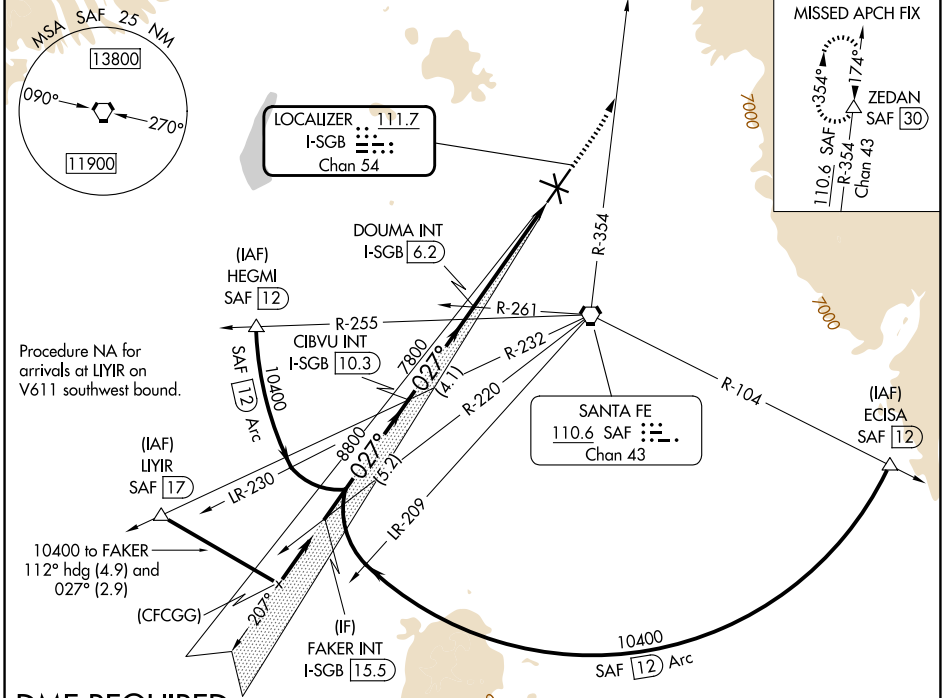 MSA SAF 25 NM
13800
090°
270°
11900
LOCALIZER 111.7
I-SGB
Chan 54
MISSED APCH FIX
354°
174°
ZEDAN
SAF 30
110.6 SAF
R-354
Chan 43
7000
7000
DOUMA INT
I-SGB 6.2
(IAF)
HEGMI
SAF 12
R-354
R-261
R-255
CIBVU INT
I-SGB 10.3
7800
027°
(4.1)
R-232
R-220
R-104
Procedure NA for
arrivals at LIYIR on
V611 southwest bound.
10400
SAF 12 Arc
SANTA FE
110.6 SAF
Chan 43
(IAF)
ECISA
SAF 12
(IAF)
LIYIR
SAF 17
8800
027°
(5.2)
LR-230
LR-209
10400 to FAKER
112° hdg (4.9) and
027° (2.9)
(CFCGG)
207°
(IF)
FAKER INT
I-SGB 15.5
10400
SAF 12 Arc
DME REQUIRED